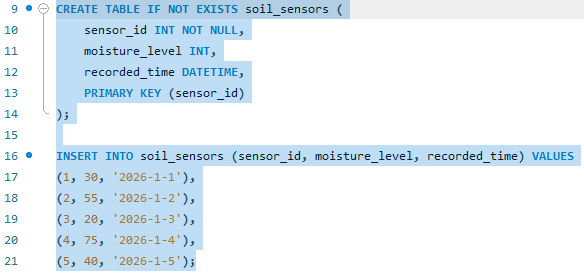 9 CREATE TABLE IF NOT EXISTS soil_sensors (
10 sensor_id INT NOT NULL,
11 moisture_level INT,
12 recorded_time DATETIME,
13 PRIMARY KEY (sensor_id)
14 );
15
16 INSERT INTO soil_sensors (sensor_id, moisture_level, recorded_time) VALUES
17 (1, 30, '2026-1-1'),
18 (2, 55, '2026-1-2'),
19 (3, 20, '2026-1-3'),
20 (4, 75, '2026-1-4'),
21 (5, 40, '2026-1-5');